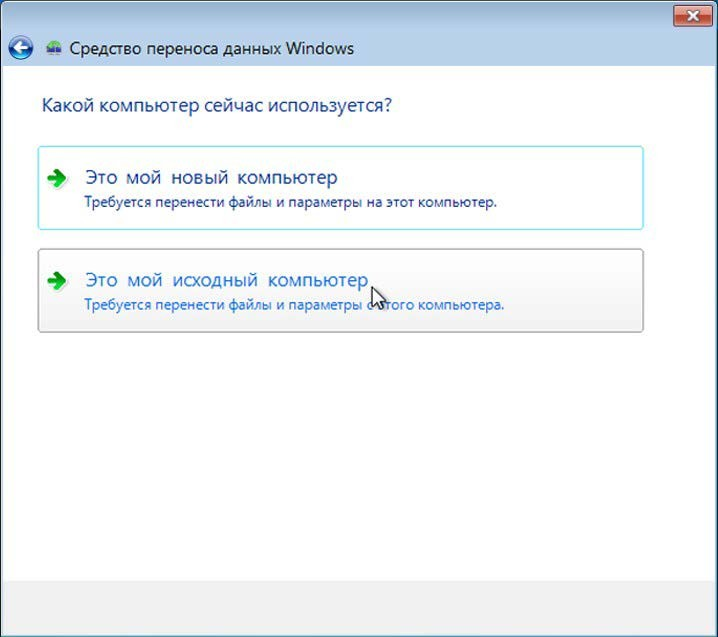 Средство переноса данных Windows
Какой компьютер сейчас используется?
Это мой новый компьютер
Требуется перенести файлы и параметры на этот компьютер.
Это мой исходный компьютер
Требуется перенести файлы и параметры с этого компьютера.